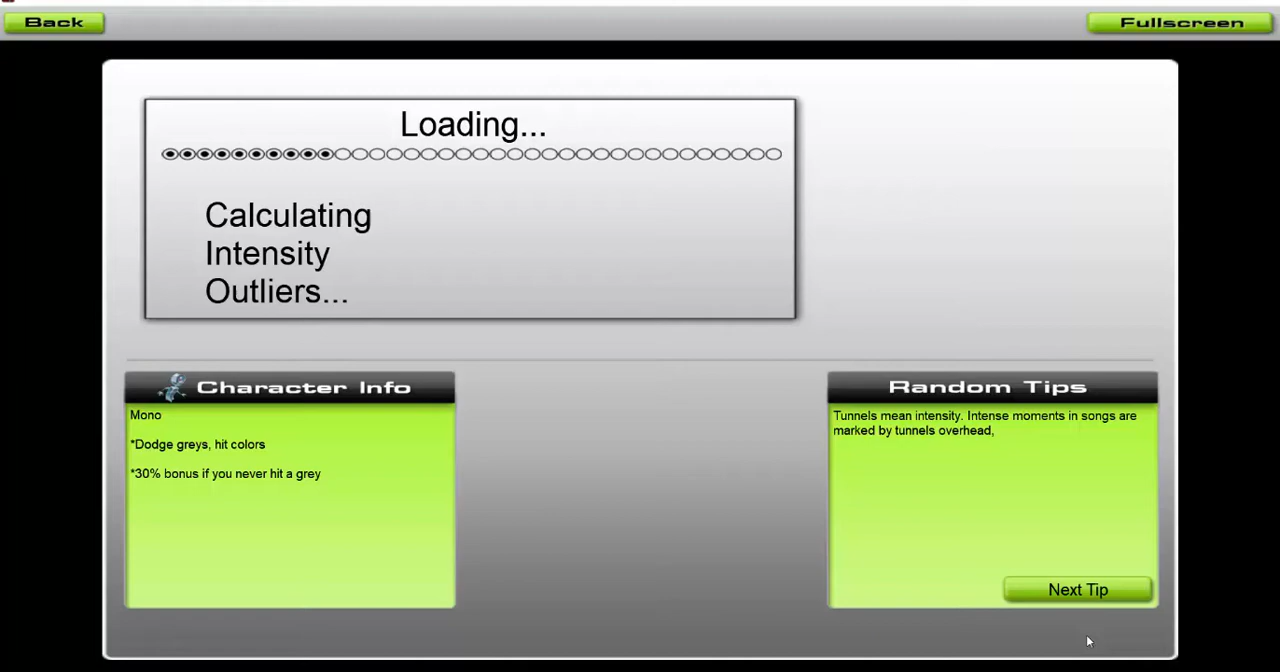 Back
Fullscreen
Loading...
Calculating
Intensity
Outliers...
Character Info
Mono
*Dodge greys, hit colors
*30% bonus if you never hit a grey
Random Tips
Tunnels mean intensity. Intense moments in songs are
marked by tunnels overhead,
Next Tip